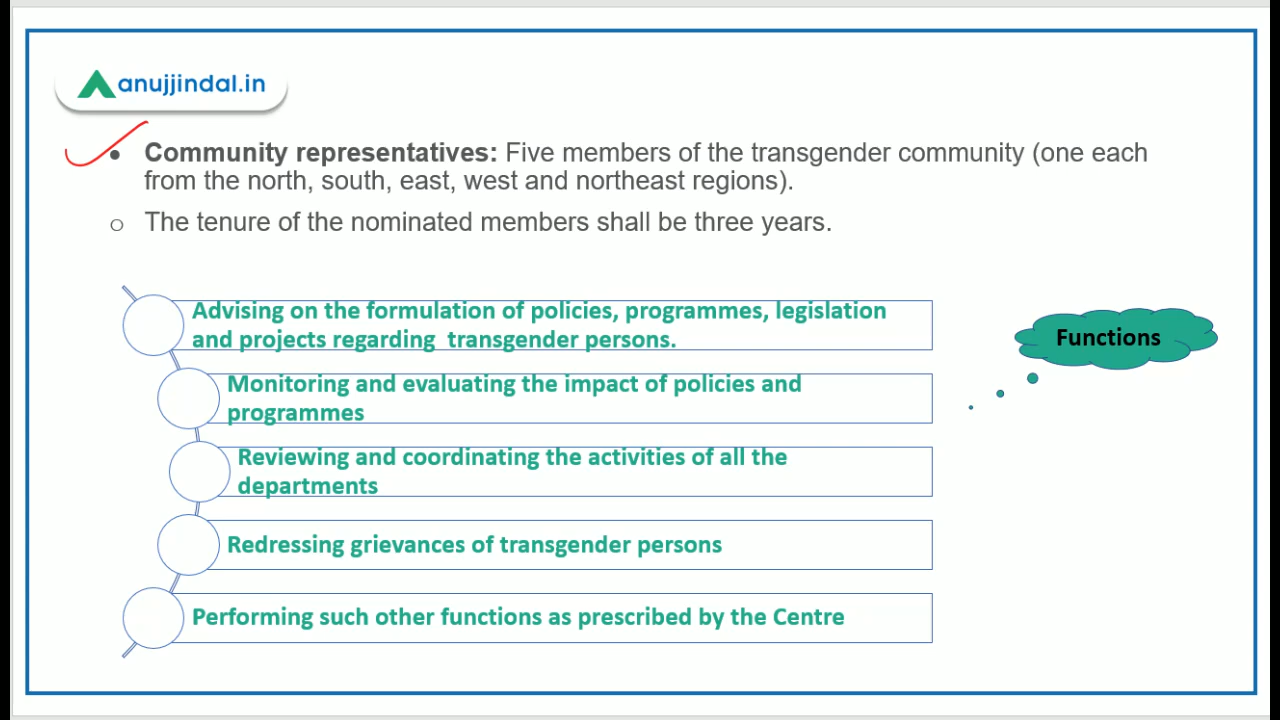 anujjindal.in
• Community representatives: Five members of the transgender community (one each
from the north, south, east, west and northeast regions).
o The tenure of the nominated members shall be three years.
Advising on the formulation of policies, programmes, legislation
and projects regarding  transgender persons.
Functions
Monitoring and evaluating the impact of policies and
programmes
Reviewing and coordinating the activities of all the
departments
Redressing grievances of transgender persons
Performing such other functions as prescribed by the Centre